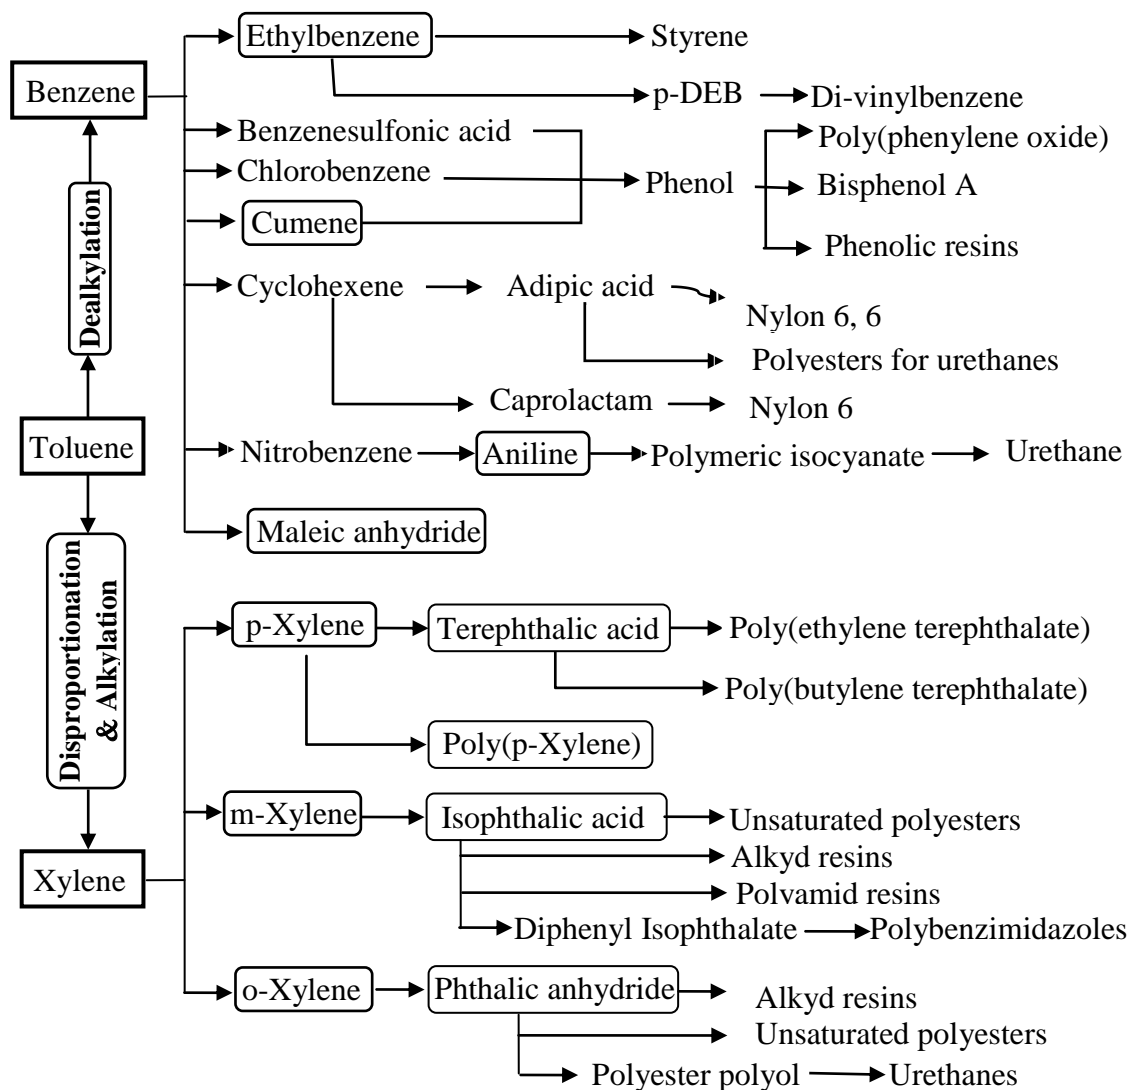 Ethylbenzene
Styrene
Benzene
p-DEB
Di-vinylbenzene
Benzenesulfonic acid
Poly(phenylene oxide)
Chlorobenzene
Phenol
Bisphenol A
Cumene
Phenolic resins
Dealkylation
Cyclohexene
Adipic acid
Nylon 6, 6
Polyesters for urethanes
Caprolactam
Nylon 6
Toluene
Nitrobenzene
Aniline
Polymeric isocyanate
Urethane
Maleic anhydride
Disproportionation
& Alkylation
p-Xylene
Terephthalic acid
Poly(ethylene terephthalate)
Poly(butylene terephthalate)
Poly(p-Xylene)
m-Xylene
Isophthalic acid
Unsaturated polyesters
Alkyd resins
Xylene
Polvamid resins
Diphenyl Isophthalate
Polybenzimidazoles
o-Xylene
Phthalic anhydride
Alkyd resins
Unsaturated polyesters
Polyester polyol
Urethanes